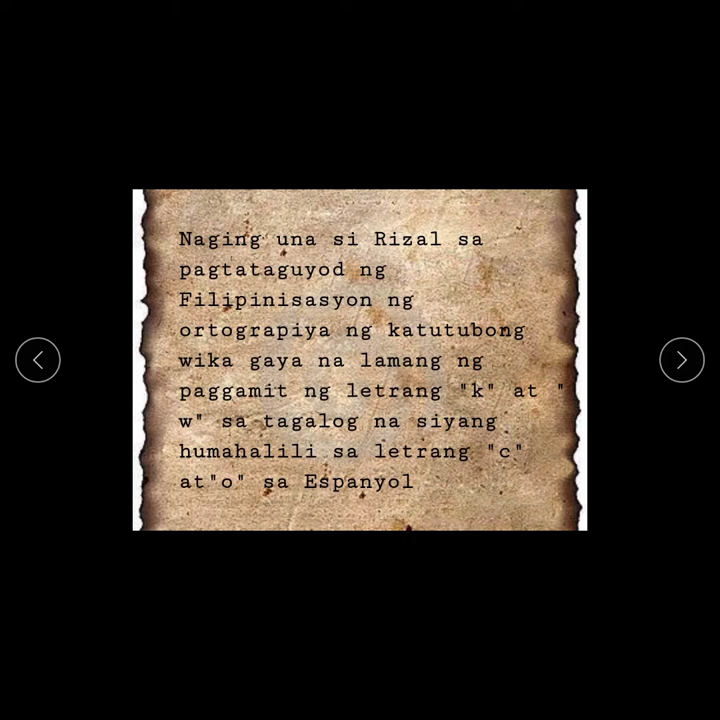 Naging una si Rizal sa
pagtataguyod ng
Filipinisasyon ng
ortograpiya ng katutubong
wika gaya na lamang ng
paggamit ng letrang "k" at "
w" sa tagalog na siyang
humahalili sa letrang "c"
at"o" sa Espanyol